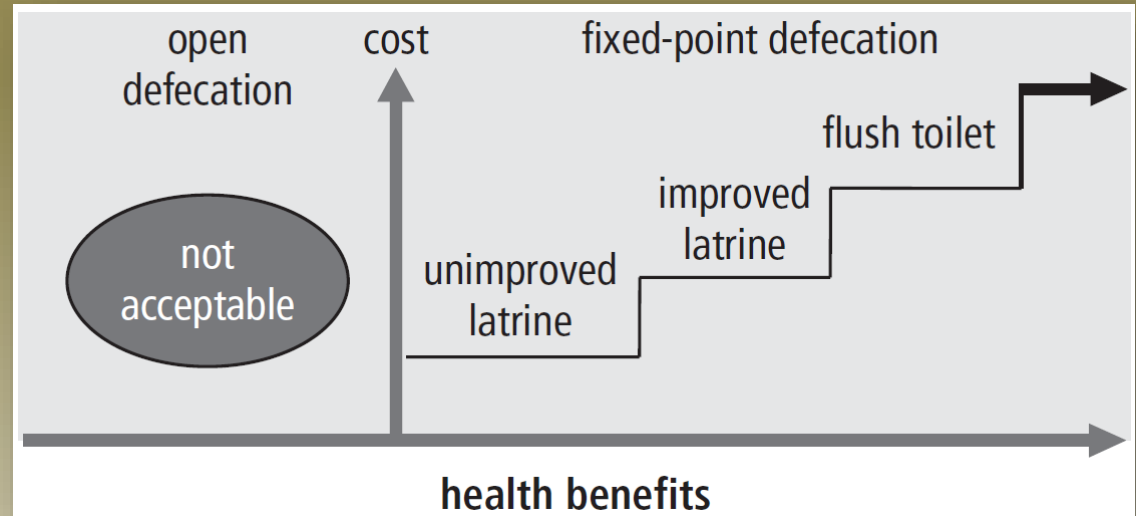 open
defecation
cost
fixed-point defecation
flush toilet
improved
latrine
unimproved
latrine
not
acceptable
health benefits